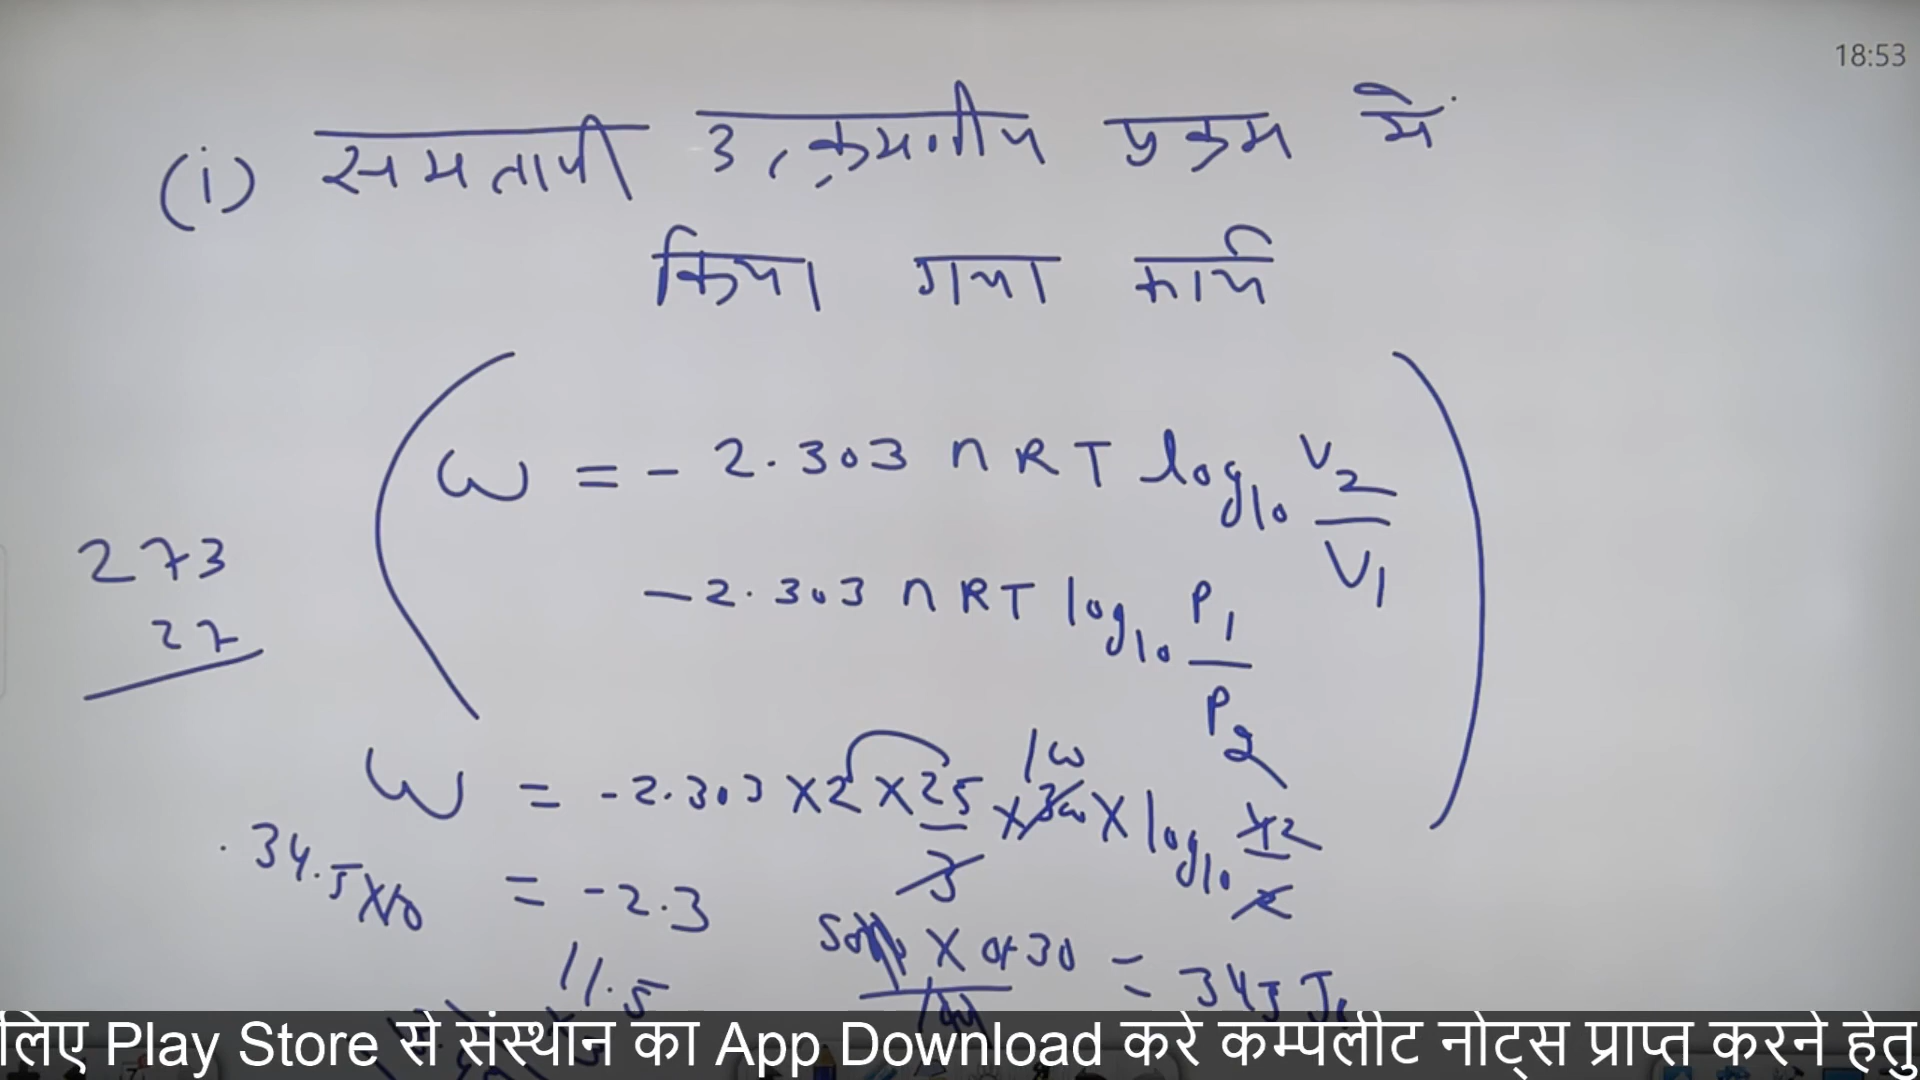 18:53
(i) समतापी उत्क्रमणीय प्रक्रम में
किया गया कार्य
W = - 2.303 nRT log₁₀ V₂/V₁
-2.303 nRT log₁₀ P₁/P₂
273
27
W = -2.303 × 2 × 25/3 × 300 × log₁₀
34.5×10
= -2.3
× 0.30 = 345 J
11.5
लिए Play Store से संस्थान का App Download करे कम्पलीट नोट्स प्राप्त करने हेतु